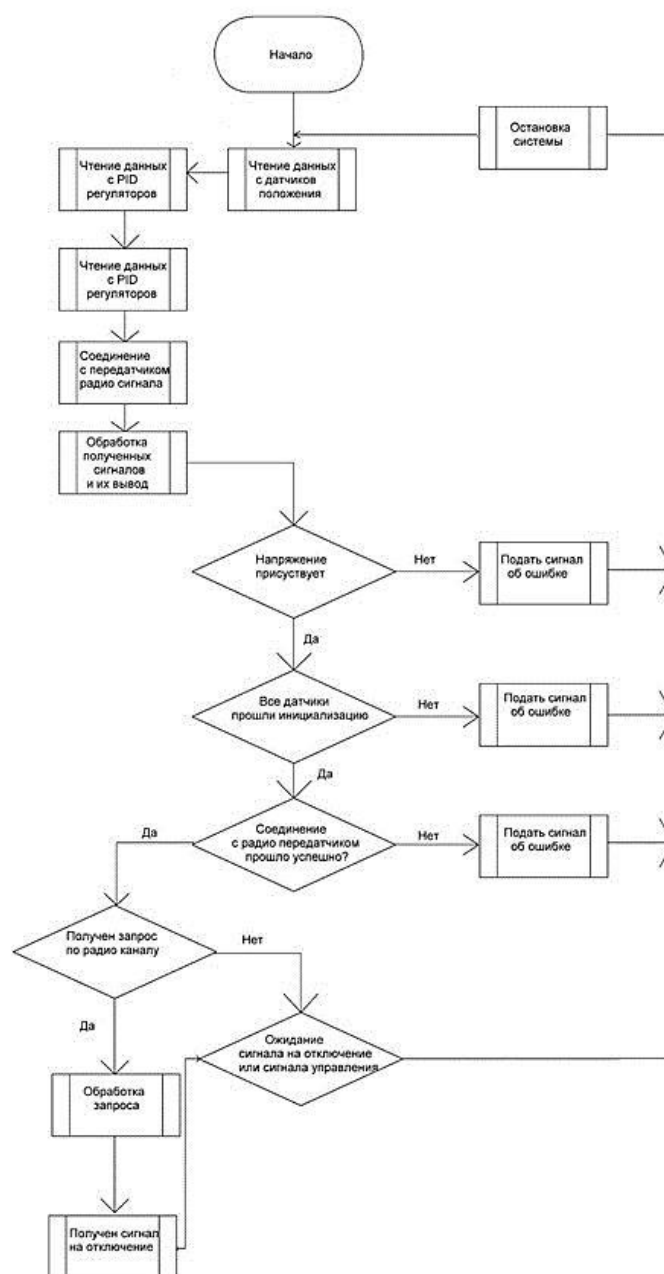 Начало
Остановка
системы
Чтение данных
с PID
регуляторов
Чтение данных
с датчиков
положения
Чтение данных
с PID
регуляторов
Соединение
с передатчиком
радио сигнала
Обработка
полученных
сигналов
и их вывод
Напряжение
присуствует
Нет
Подать сигнал
об ошибке
Да
Все датчики
прошли инициализацию
Нет
Подать сигнал
об ошибке
Да
Соединение
с радио передатчиком
прошло успешно?
Да
Нет
Подать сигнал
об ошибке
Получен запрос
по радио каналу
Нет
Да
Ожидание
сигнала на отключение
или сигнала управления
Обработка
запроса
Получен сигнал
на отключение